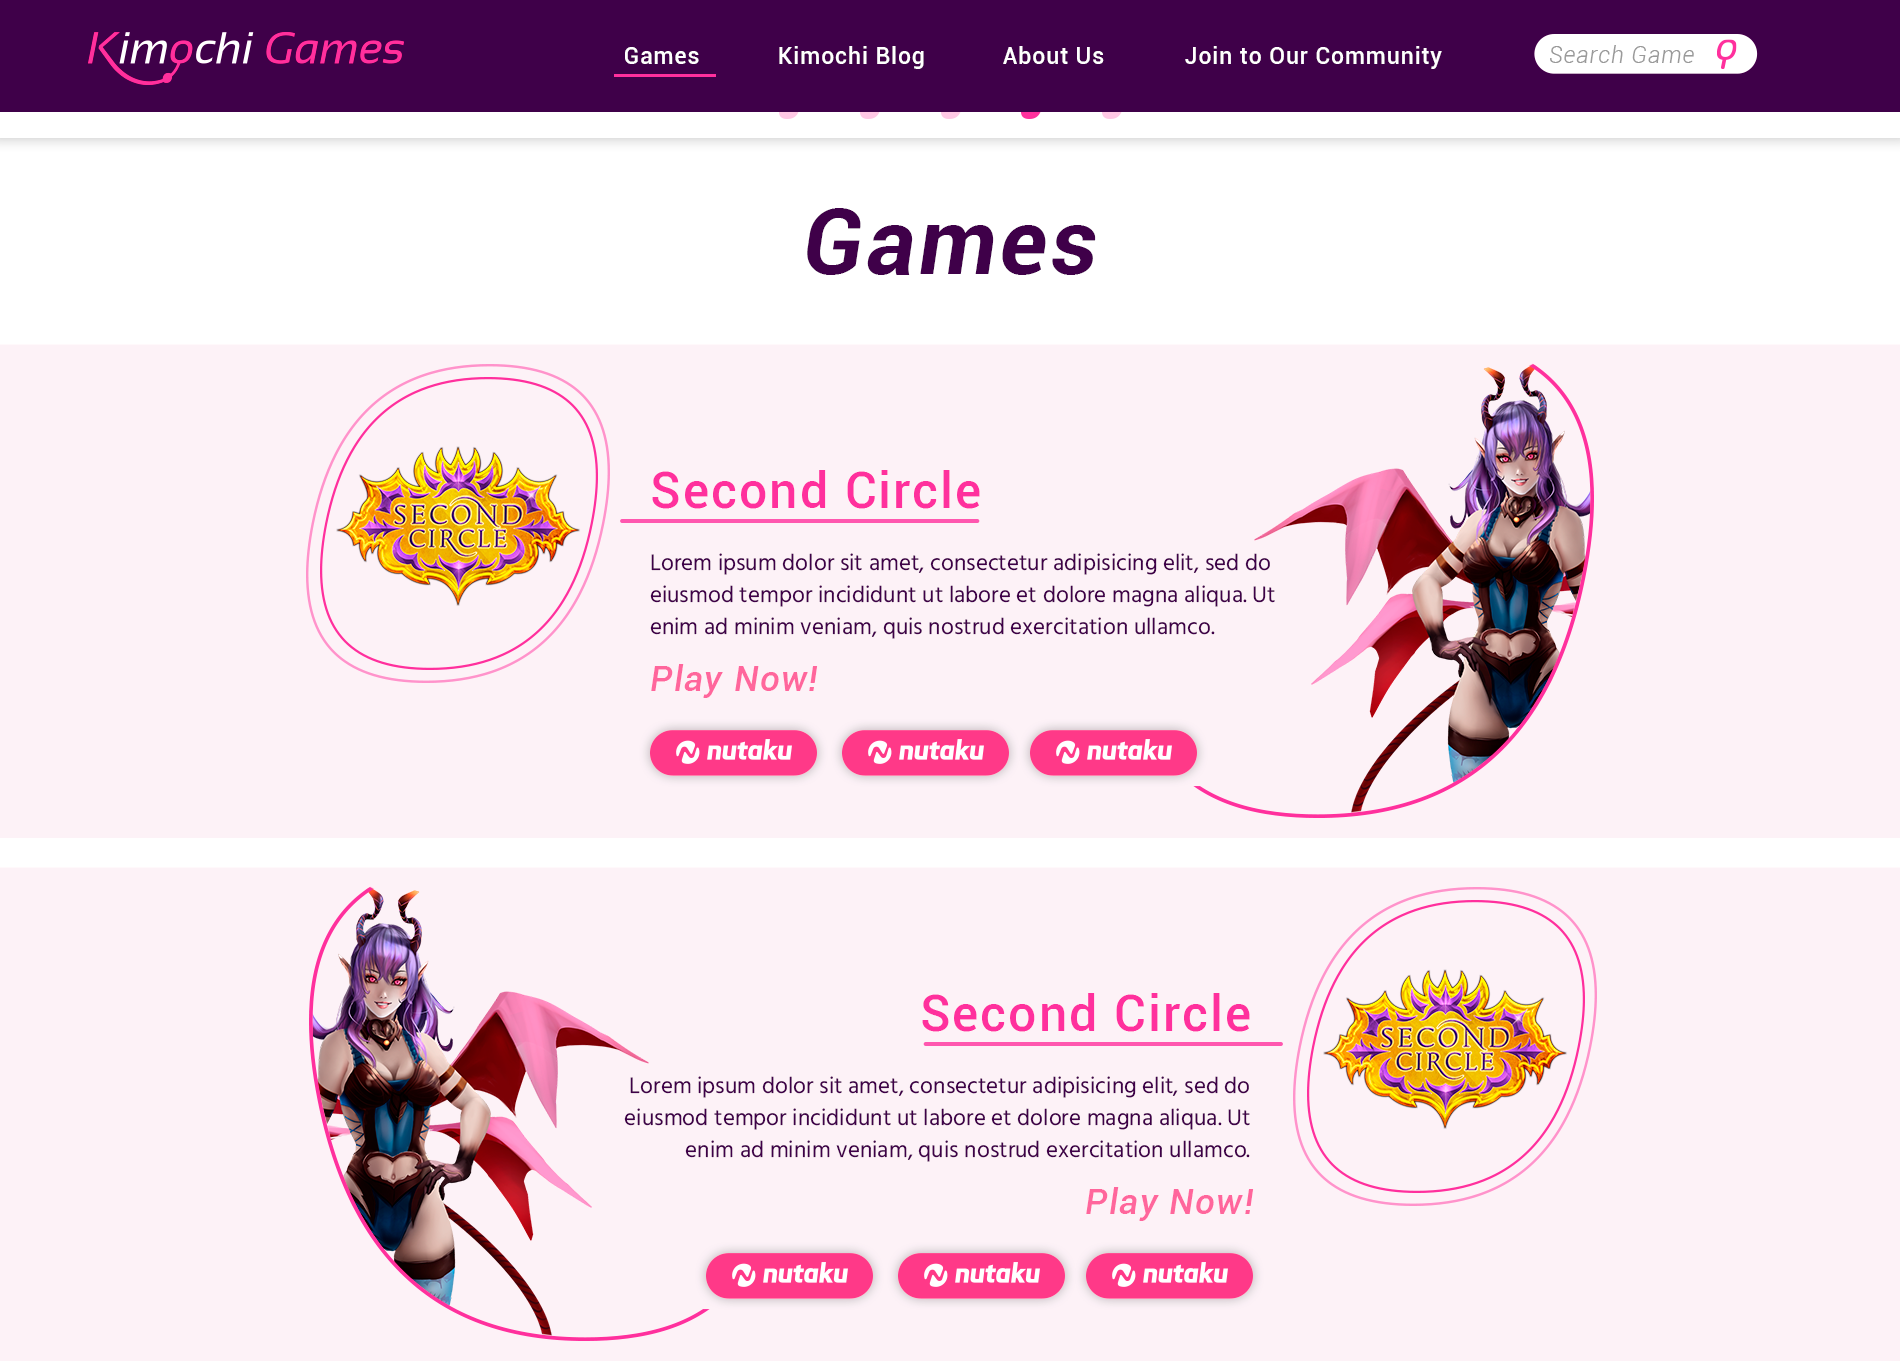 Kimochi Games
Games
Kimochi Blog
About Us
Join to Our Community
Search Game
Games
SECOND
CIRCLE
Second Circle
Lorem ipsum dolor sit amet, consectetur adipisicing elit, sed do
eiusmod tempor incididunt ut labore et dolore magna aliqua. Ut
enim ad minim veniam, quis nostrud exercitation ullamco.
Play Now!
nutaku
nutaku
nutaku
Second Circle
Lorem ipsum dolor sit amet, consectetur adipisicing elit, sed do
eiusmod tempor incididunt ut labore et dolore magna aliqua. Ut
enim ad minim veniam, quis nostrud exercitation ullamco.
Play Now!
nutaku
nutaku
nutaku
SECOND
CIRCLE